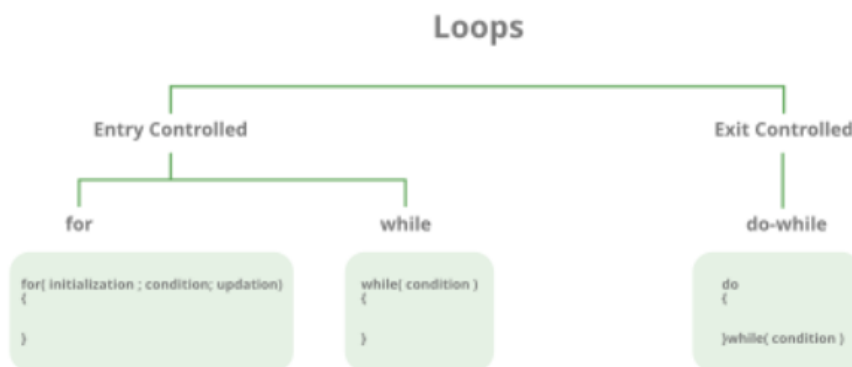 Loops
Entry Controlled
Exit Controlled
for
while
do-while
for( initialization ; condition; updation)
{
}
while( condition )
{
}
do
{
}while( condition )